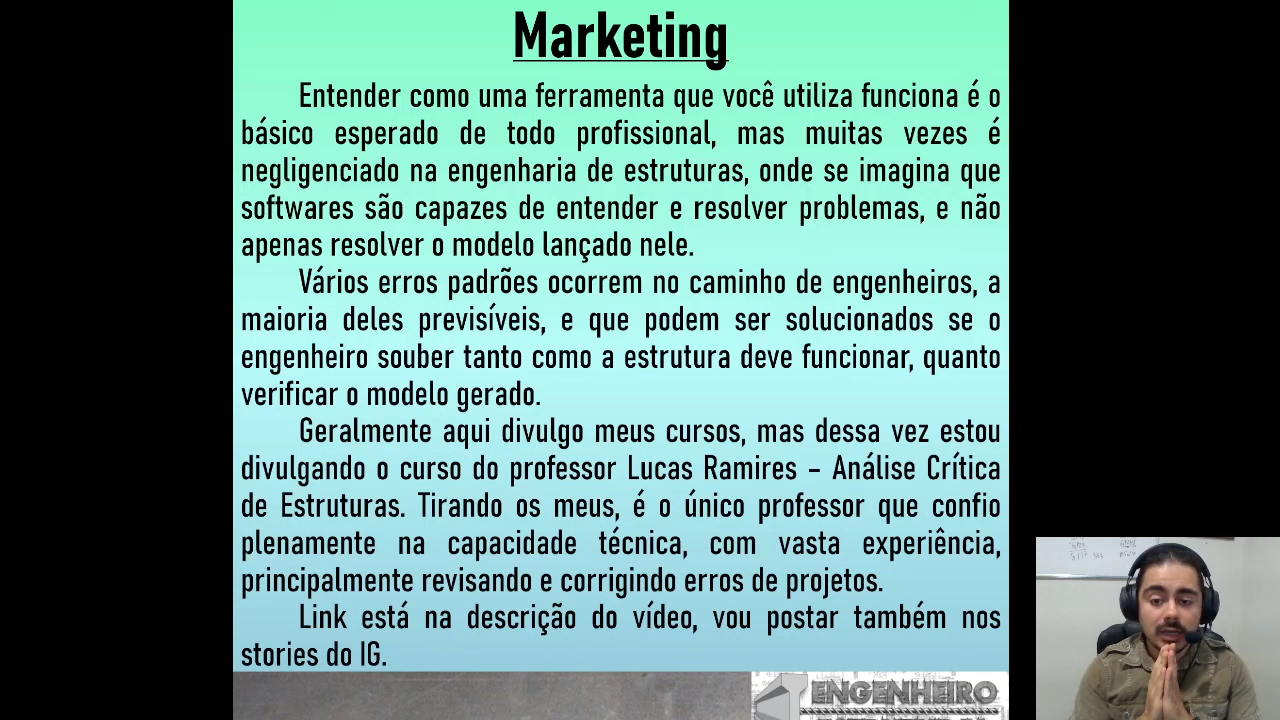 Marketing
Entender como uma ferramenta que você utiliza funciona é o
básico esperado de todo profissional, mas muitas vezes é
negligenciado na engenharia de estruturas, onde se imagina que
softwares são capazes de entender e resolver problemas, e não
apenas resolver o modelo lançado nele.
Vários erros padrões ocorrem no caminho de engenheiros, a
maioria deles previsíveis, e que podem ser solucionados se o
engenheiro souber tanto como a estrutura deve funcionar, quanto
verificar o modelo gerado.
Geralmente aqui divulgo meus cursos, mas dessa vez estou
divulgando o curso do professor Lucas Ramires – Análise Crítica
de Estruturas. Tirando os meus, é o único professor que confio
plenamente na capacidade técnica, com vasta experiência,
principalmente revisando e corrigindo erros de projetos.
Link está na descrição do vídeo, vou postar também nos
stories do IG.
ENGENHEIRO